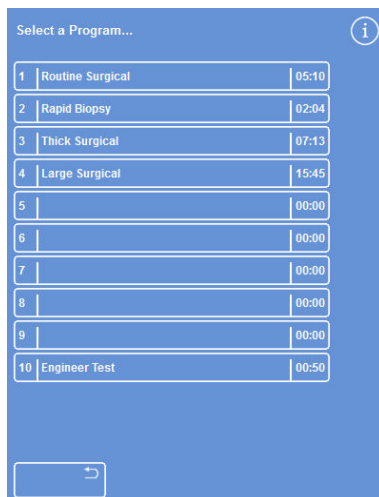 Select a Program...
i
1 Routine Surgical 05:10
2 Rapid Biopsy 02:04
3 Thick Surgical 07:13
4 Large Surgical 15:45
5 00:00
6 00:00
7 00:00
8 00:00
9 00:00
10 Engineer Test 00:50